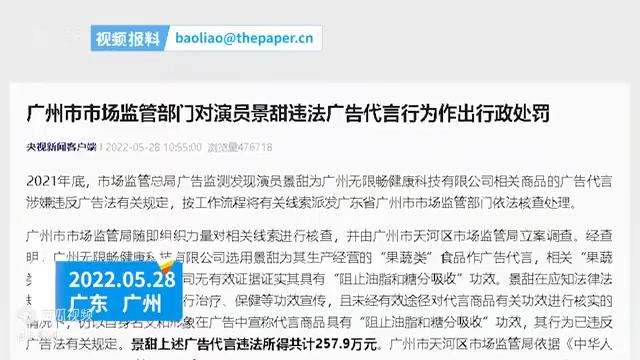 视频报料 baoliao@thepaper.cn
广州市市场监管部门对演员景甜违法广告代言行为作出行政处罚
央视新闻客户端 2022-05-28 10:55:00 浏览量476718
2021年底，市场监管总局广告监测发现演员景甜为广州无限畅健康科技有限公司相关商品的广告代言
涉嫌违反广告法有关规定，按工作流程将有关线索派发广东省广州市市场监管部门依法核查处理。
广州市市场监管局随即组织力量对相关线索进行核查，并由广州市天河区市场监管局立案调查。经查
明，广州无限畅健康科技有限公司选用景甜为其生产经营的“果蔬类”食品作广告代言，相关“果蔬
类 司无有效证据证实其具有“阻止油脂和糖分吸收”功效。景甜在应知法律法
规 行治疗、保健等功效宣传，且未经有效途径对代言商品有关功效进行核实的
情况下，仍以自身名义和形象在广告中宣称代言商品具有“阻止油脂和糖分吸收”功效，其行为已违反
广告法有关规定。景甜上述广告代言违法所得共计257.9万元。广州市天河区市场监管局依据《中华人
2022.05.28
广东 广州